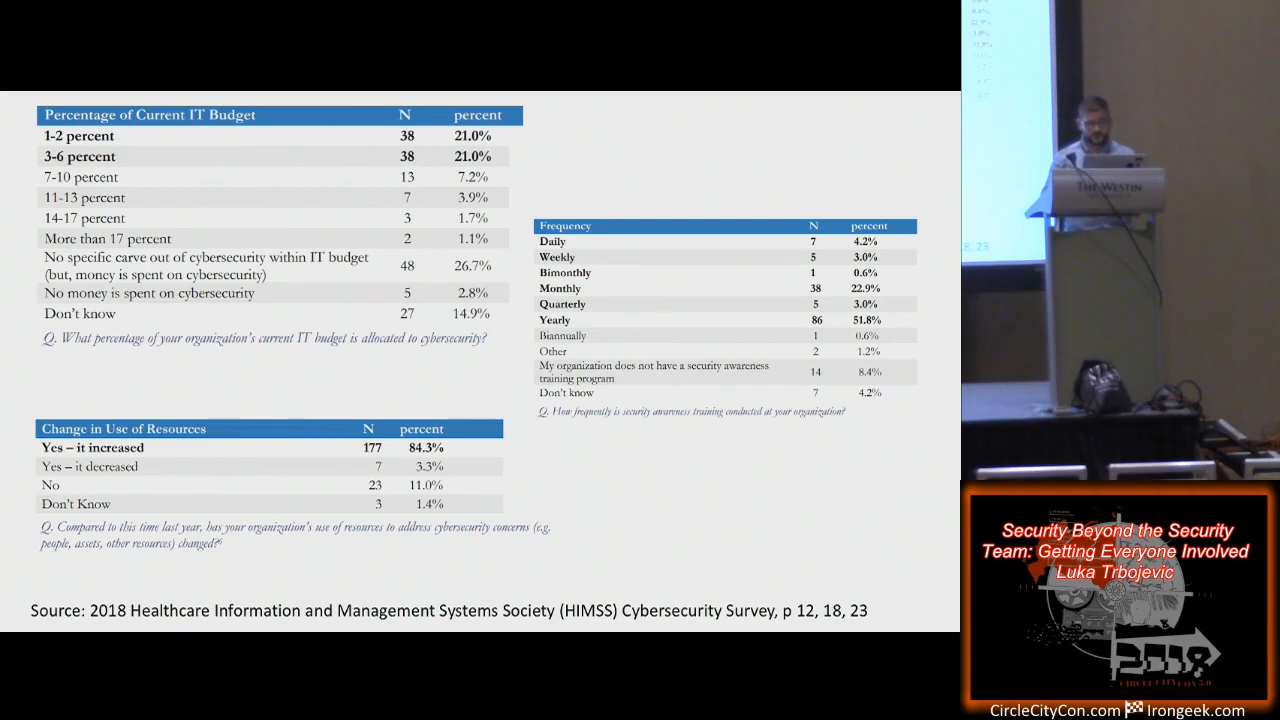 Percentage of Current IT Budget N percent
1-2 percent 38 21.0%
3-6 percent 38 21.0%
7-10 percent 13 7.2%
11-13 percent 7 3.9%
14-17 percent 3 1.7%
More than 17 percent 2 1.1%
No specific carve out of cybersecurity within IT budget
(but, money is spent on cybersecurity) 48 26.7%
No money is spent on cybersecurity 5 2.8%
Don't know 27 14.9%
Q. What percentage of your organization's current IT budget is allocated to cybersecurity?
Frequency N percent
Daily 7 4.2%
Weekly 5 3.0%
Bimonthly 1 0.6%
Monthly 38 22.9%
Quarterly 5 3.0%
Yearly 86 51.8%
Biannually 1 0.6%
Other 2 1.2%
My organization does not have a security awareness
training program 14 8.4%
Don't know 7 4.2%
Q. How frequently is security awareness training conducted at your organization?
Change in Use of Resources N percent
Yes – it increased 177 84.3%
Yes – it decreased 7 3.3%
No 23 11.0%
Don't Know 3 1.4%
Q. Compared to this time last year, has your organization's use of resources to address cybersecurity concerns (e.g.
people, assets, other resources) changed?⁶
Source: 2018 Healthcare Information and Management Systems Society (HIMSS) Cybersecurity Survey, p 12, 18, 23
THE WESTIN
8, 23
Security Beyond the Security
Team: Getting Everyone Involved
Luka Trbojevic
2018
CIRCLE CITY CON 5.0
CircleCityCon.com Irongeek.com